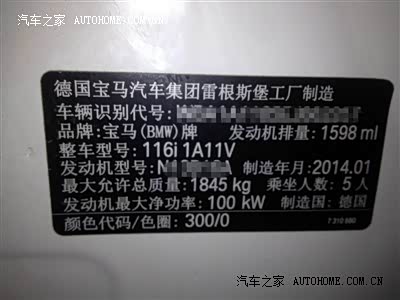 汽车之家 AUTOHOME.COM.CN
德国宝马汽车集团雷根斯堡工厂制造
车辆识别代号:
品牌:宝马(BMW)牌 发动机排量:1598 ml
整车型号: 116i 1A11V
发动机型号: 制造年月:2014.01
最大允许总质量: 1845 kg 乘坐人数: 5 人
发动机最大净功率: 100 kW 制造国:德国
颜色代码/色圈: 300/0
7 310 980
汽车之家 AUTOHOME.COM.CN